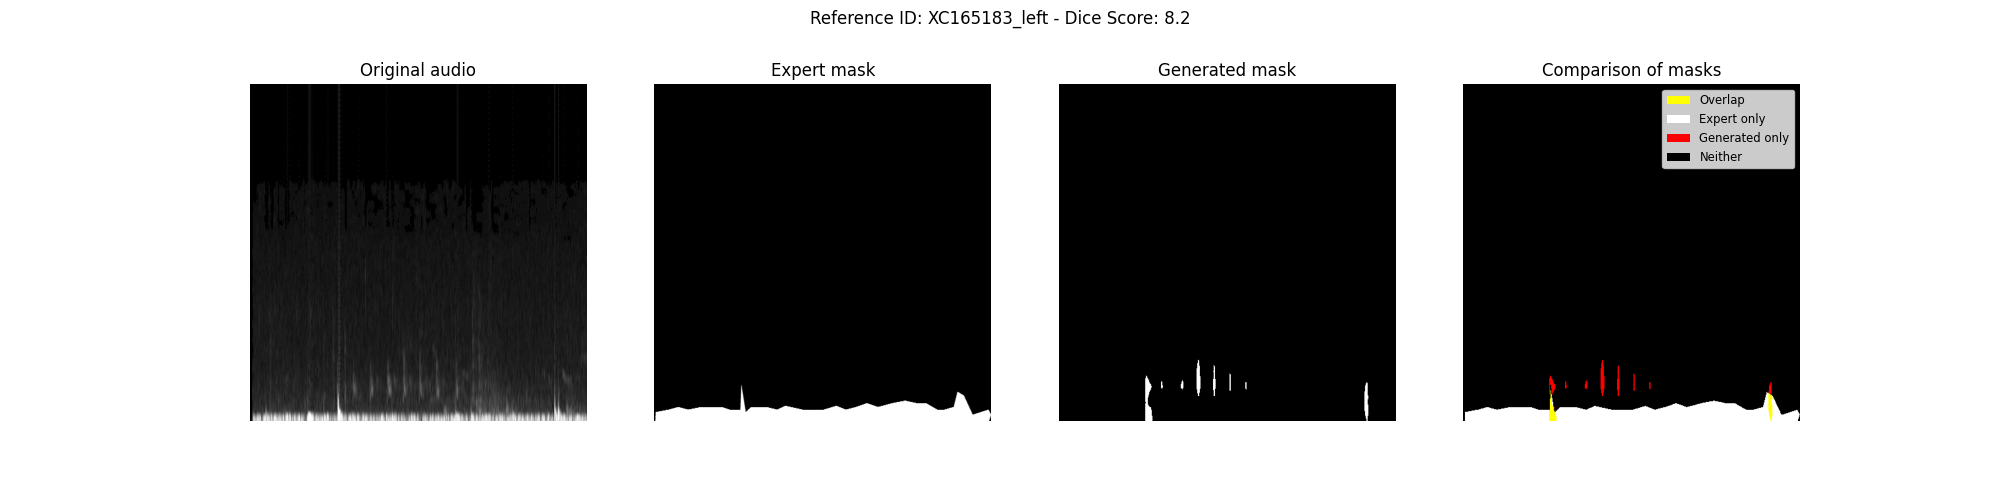 Reference ID: XC165183_left - Dice Score: 8.2
Original audio
Expert mask
Generated mask
Comparison of masks
Overlap
Expert only
Generated only
Neither